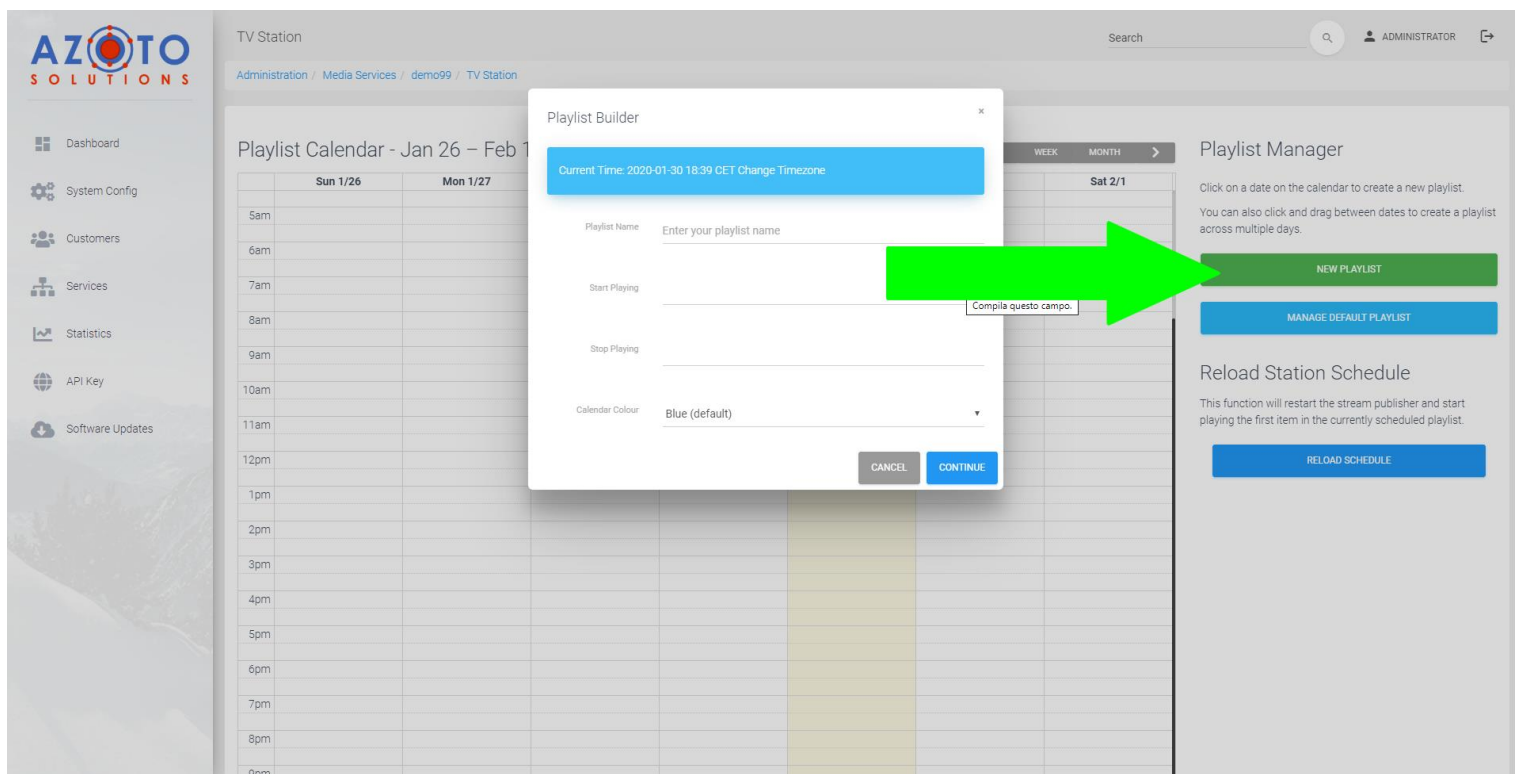 AZOTO
SOLUTIONS
Dashboard
System Config
Customers
Services
Statistics
API Key
Software Updates
TV Station
Search
ADMINISTRATOR
Administration / Media Services / demo99 / TV Station
Playlist Calendar - Jan 26 – Feb 1
WEEK MONTH
Sun 1/26 Mon 1/27 Sat 2/1
5am
6am
7am
8am
9am
10am
11am
12pm
1pm
2pm
3pm
4pm
5pm
6pm
7pm
8pm
9pm
Playlist Builder
×
Current Time: 2020-01-30 18:39 CET Change Timezone
Playlist Name Enter your playlist name
Start Playing
Compila questo campo.
Stop Playing
Calendar Colour Blue (default)
CANCEL CONTINUE
Playlist Manager
Click on a date on the calendar to create a new playlist.
You can also click and drag between dates to create a playlist
across multiple days.
NEW PLAYLIST
MANAGE DEFAULT PLAYLIST
Reload Station Schedule
This function will restart the stream publisher and start
playing the first item in the currently scheduled playlist.
RELOAD SCHEDULE